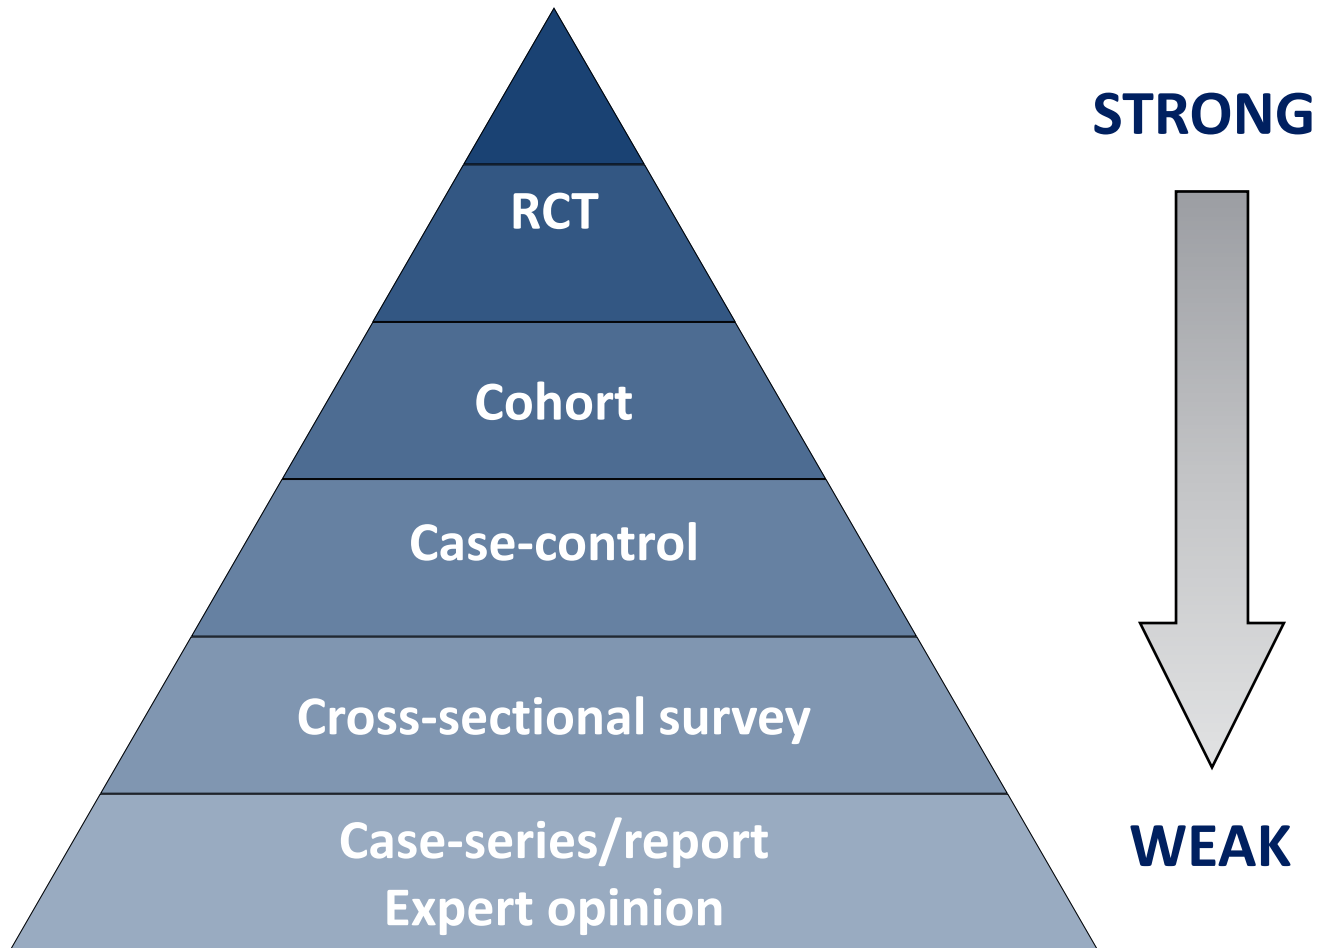 STRONG
RCT
Cohort
Case-control
Cross-sectional survey
Case-series/report
Expert opinion
WEAK